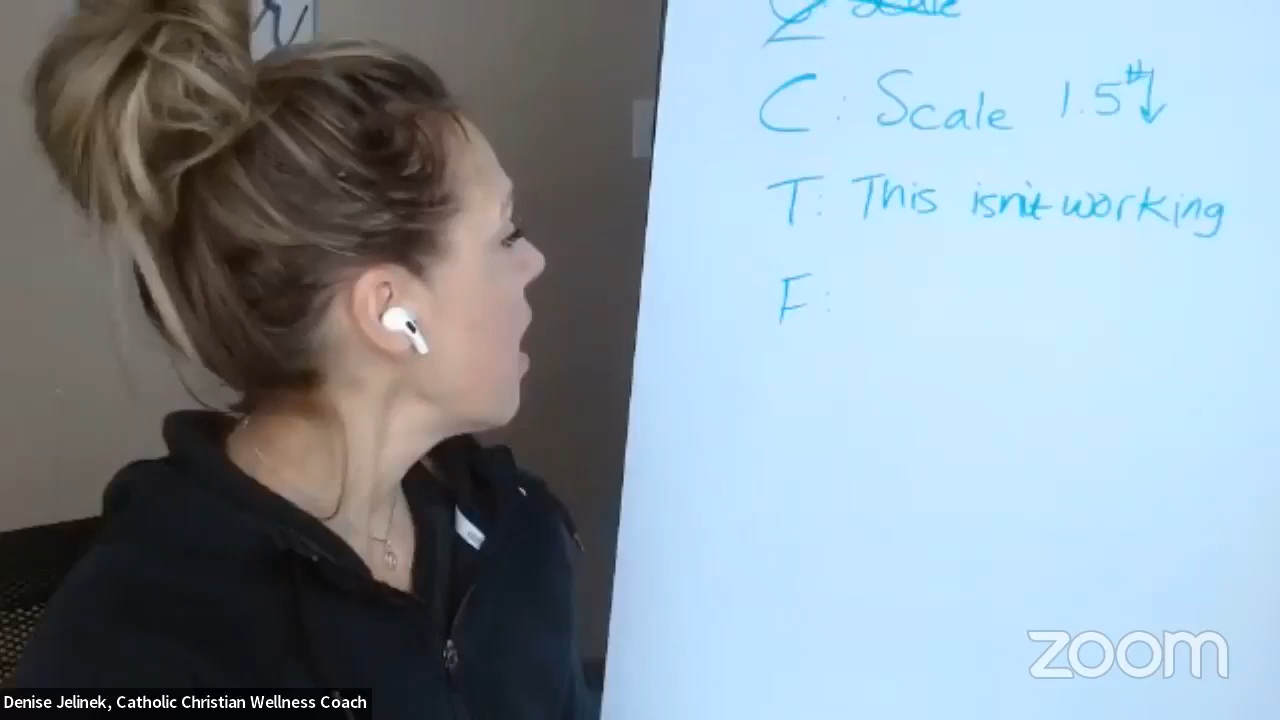 C: Scale 1.5# ↓
T: This isn't working
F:
zoom
Denise Jelinek, Catholic Christian Wellness Coach